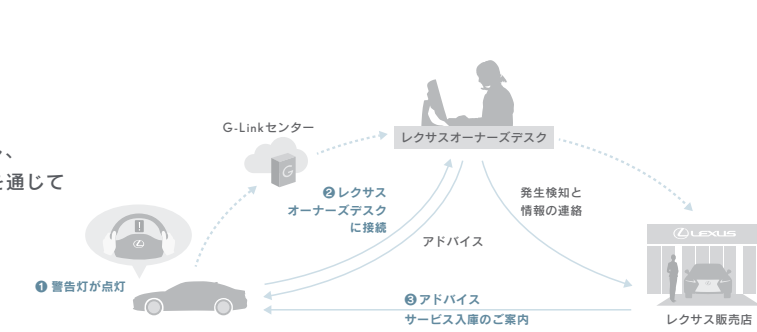 し、
を通じて
G-Linkセンター
G
レクサスオーナーズデスク
❷レクサス
オーナーズデスク
に接続
発生検知と
情報の連絡
アドバイス
LEXUS
❶ 警告灯が点灯
❸アドバイス
サービス入庫のご案内
レクサス販売店